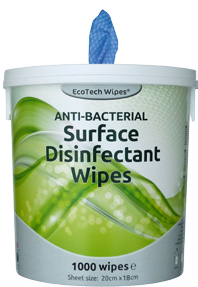 EcoTech Wipes®
ANTI-BACTERIAL
Surface
Disinfectant
Wipes
1000 wipes ℮
Sheet size: 20cm x 18cm